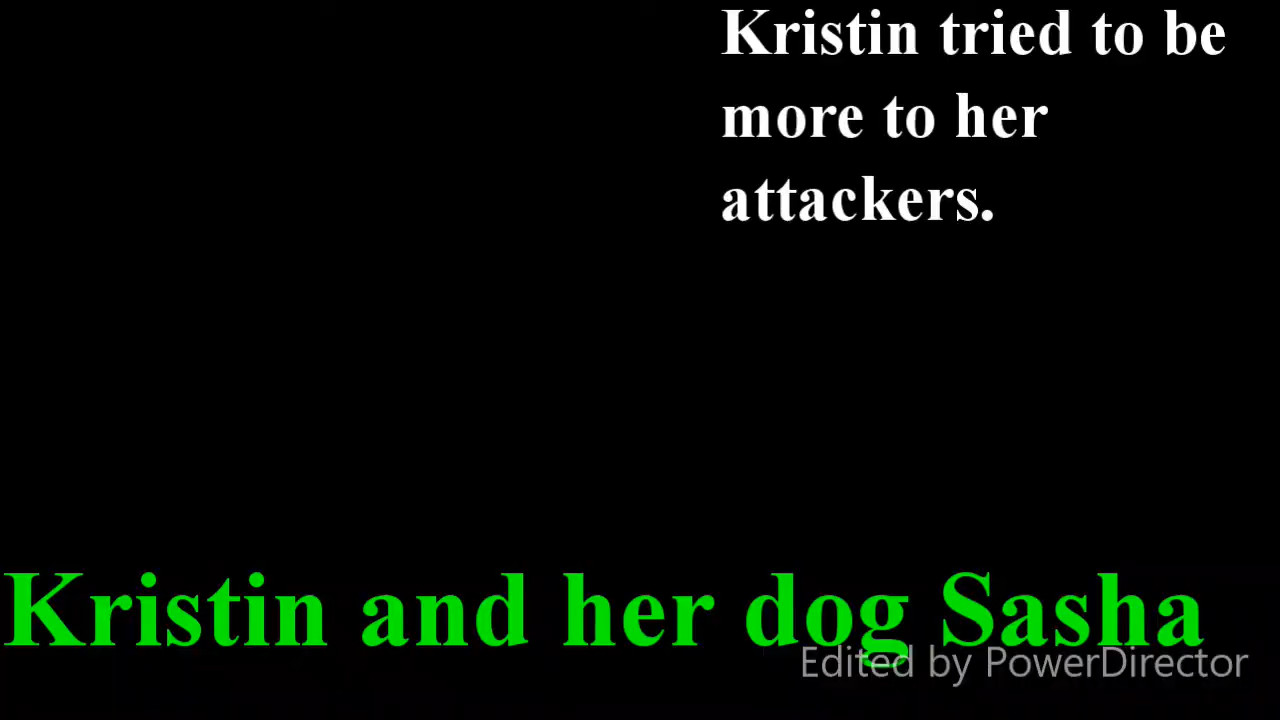 Kristin tried to be
more to her
attackers.
Kristin and her dog Sasha
Edited by PowerDirector